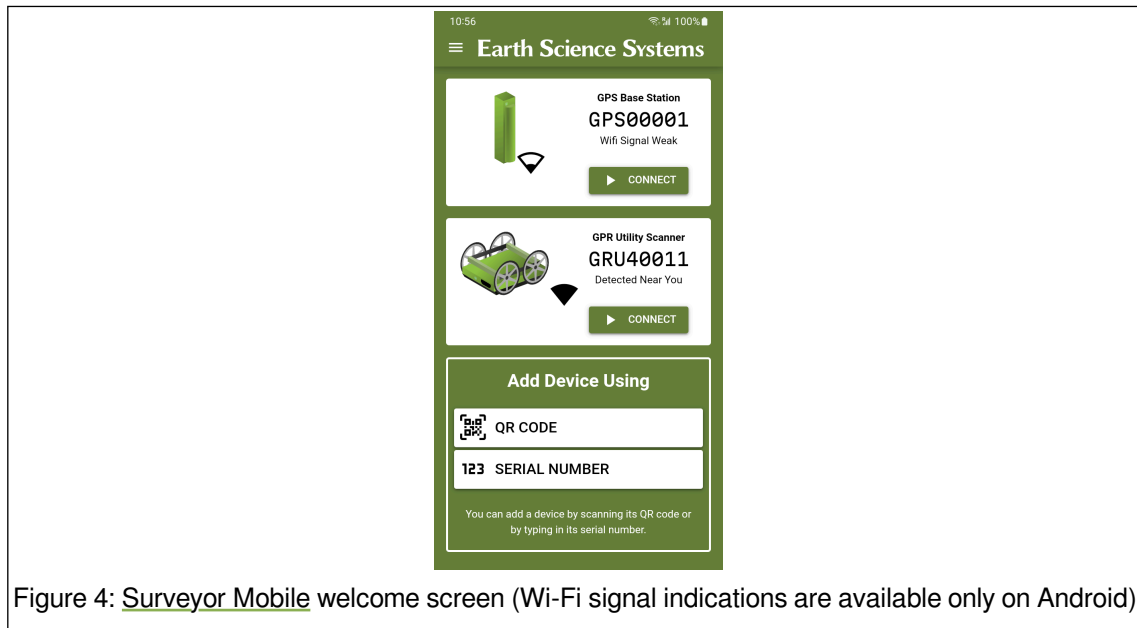 10:56 100%
Earth Science Systems
GPS Base Station
GPS00001
Wifi Signal Weak
CONNECT
GPR Utility Scanner
GRU40011
Detected Near You
CONNECT
Add Device Using
QR CODE
123 SERIAL NUMBER
You can add a device by scanning its QR code or
by typing in its serial number.
Figure 4: Surveyor Mobile welcome screen (Wi-Fi signal indications are available only on Android)